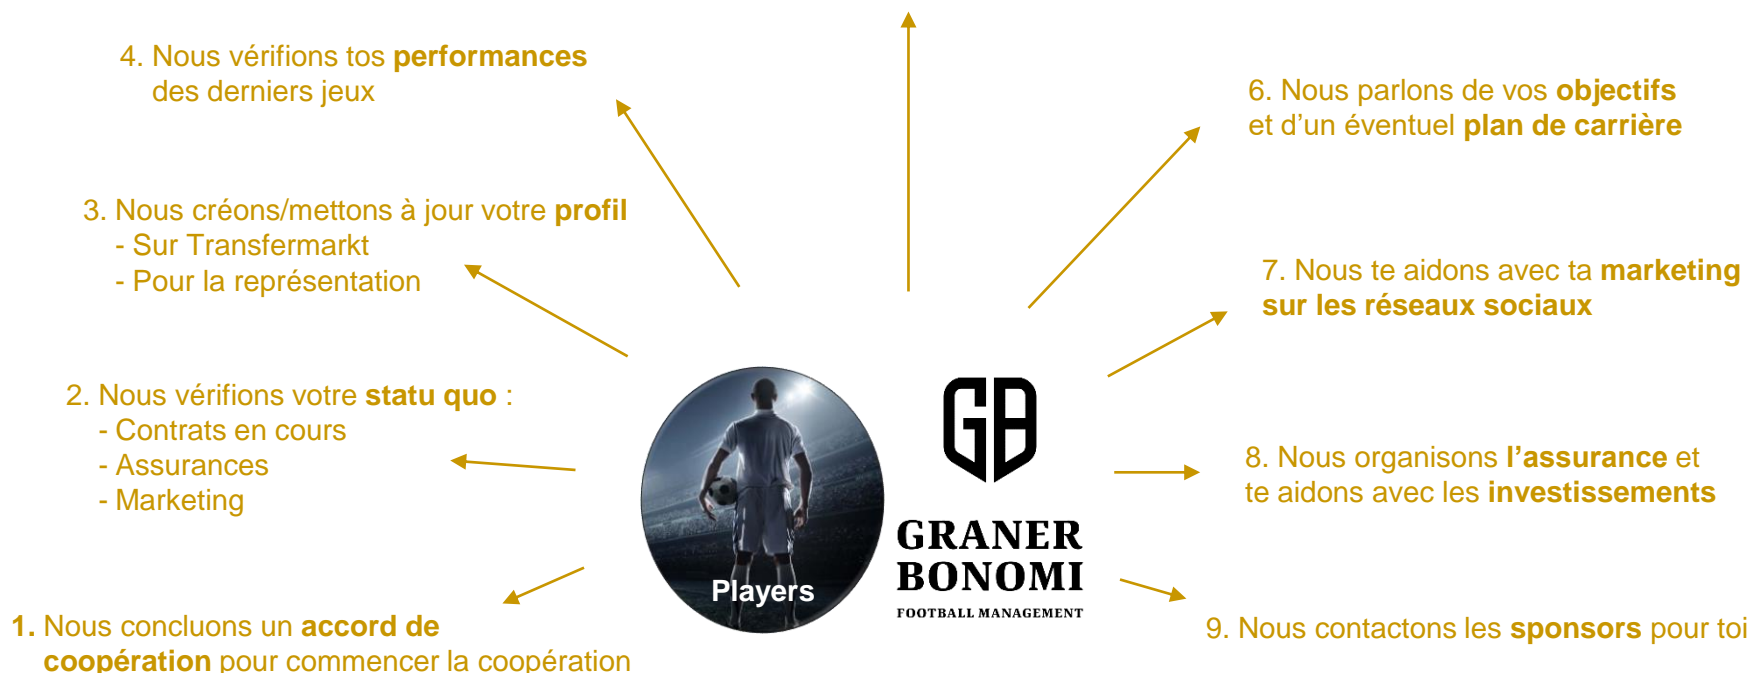 4. Nous vérifions tos performances
des derniers jeux
6. Nous parlons de vos objectifs
et d’un éventuel plan de carrière
3. Nous créons/mettons à jour votre profil
- Sur Transfermarkt
- Pour la représentation
7. Nous te aidons avec ta marketing
sur les réseaux sociaux
2. Nous vérifions votre statu quo :
- Contrats en cours
- Assurances
- Marketing
8. Nous organisons l’assurance et
te aidons avec les investissements
Players
GB
GRANER
BONOMI
FOOTBALL MANAGEMENT
1. Nous concluons un accord de
coopération pour commencer la coopération
9. Nous contactons les sponsors pour toi